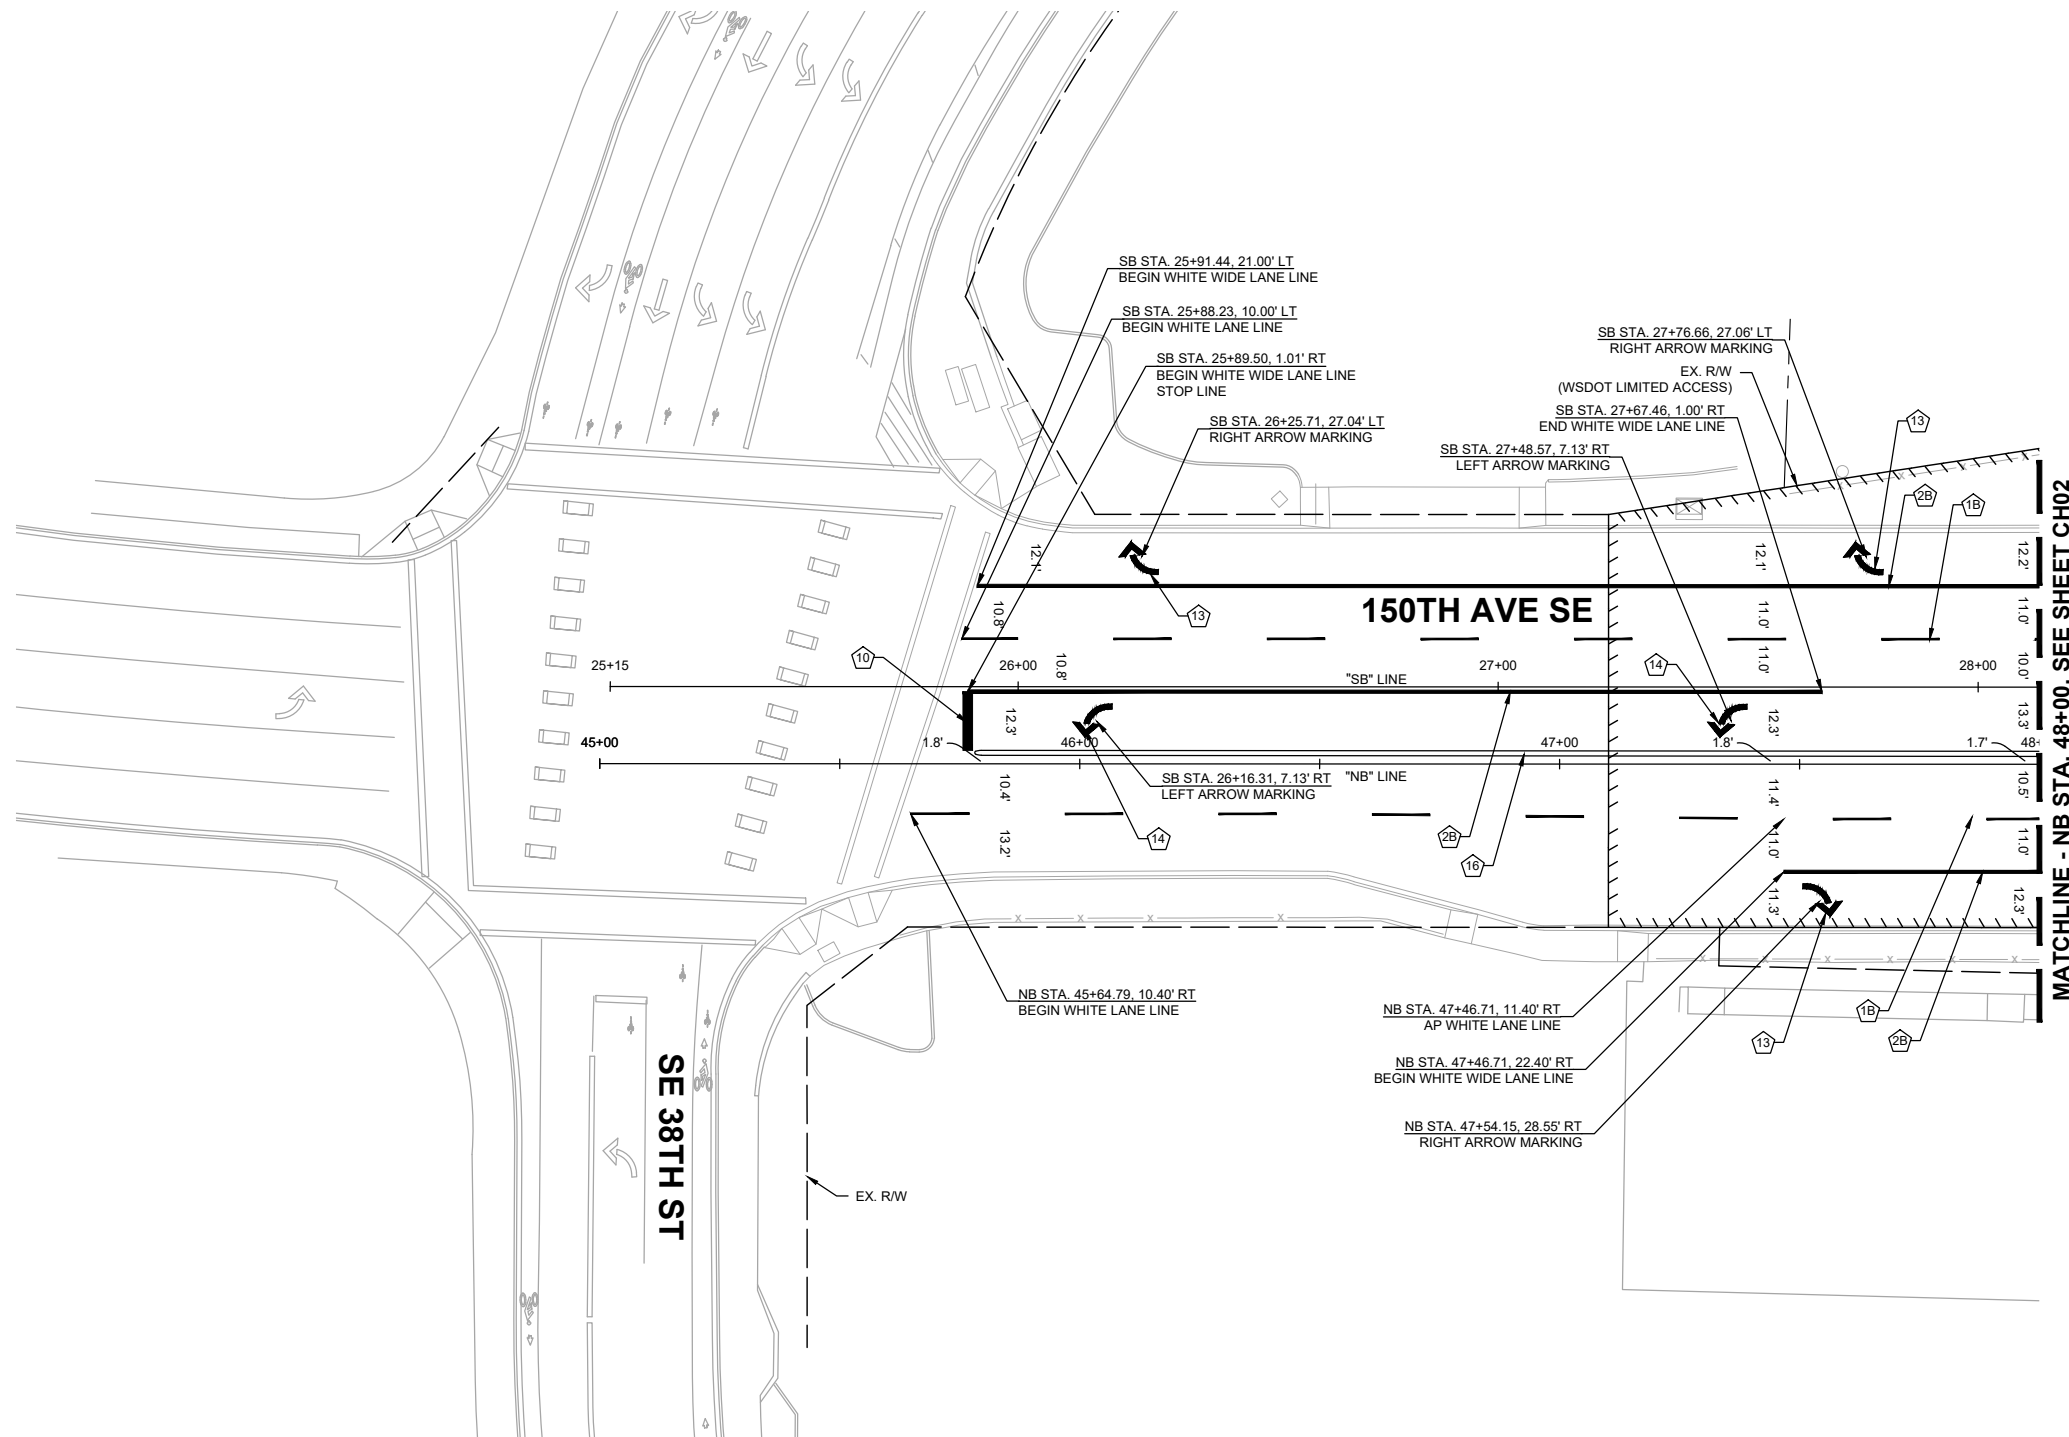 SB STA. 25+91.44, 21.00' LT
BEGIN WHITE WIDE LANE LINE
SB STA. 25+88.23, 10.00' LT
BEGIN WHITE LANE LINE
SB STA. 25+89.50, 1.01' RT
BEGIN WHITE WIDE LANE LINE
STOP LINE
SB STA. 26+25.71, 27.04' LT
RIGHT ARROW MARKING
SB STA. 27+76.66, 27.06' LT
RIGHT ARROW MARKING
EX. R/W
(WSDOT LIMITED ACCESS)
SB STA. 27+67.46, 1.00' RT
END WHITE WIDE LANE LINE
SB STA. 27+48.57, 7.13' RT
LEFT ARROW MARKING
13
2B
1B
12.1'
12.1'
12.2'
13
150TH AVE SE
10.8'
11.0'
11.0'
10
25+15
26+00
10.8'
"SB" LINE
27+00
14
11.0'
28+00
10.0'
45+00
1.8'
12.3'
46+00
47+00
1.8'
12.3'
1.7'
48+
13.3'
SB STA. 26+16.31, 7.13' RT
LEFT ARROW MARKING
"NB" LINE
10.4'
11.4'
10.5'
13.2'
14
2B
16
11.0'
11.0'
11.3'
12.3'
NB STA. 45+64.79, 10.40' RT
BEGIN WHITE LANE LINE
NB STA. 47+46.71, 11.40' RT
AP WHITE LANE LINE
1B
13
2B
NB STA. 47+46.71, 22.40' RT
BEGIN WHITE WIDE LANE LINE
NB STA. 47+54.15, 28.55' RT
RIGHT ARROW MARKING
SE 38TH ST
EX. R/W
MATCHLINE - NB STA. 48+00, SEE SHEET CH02